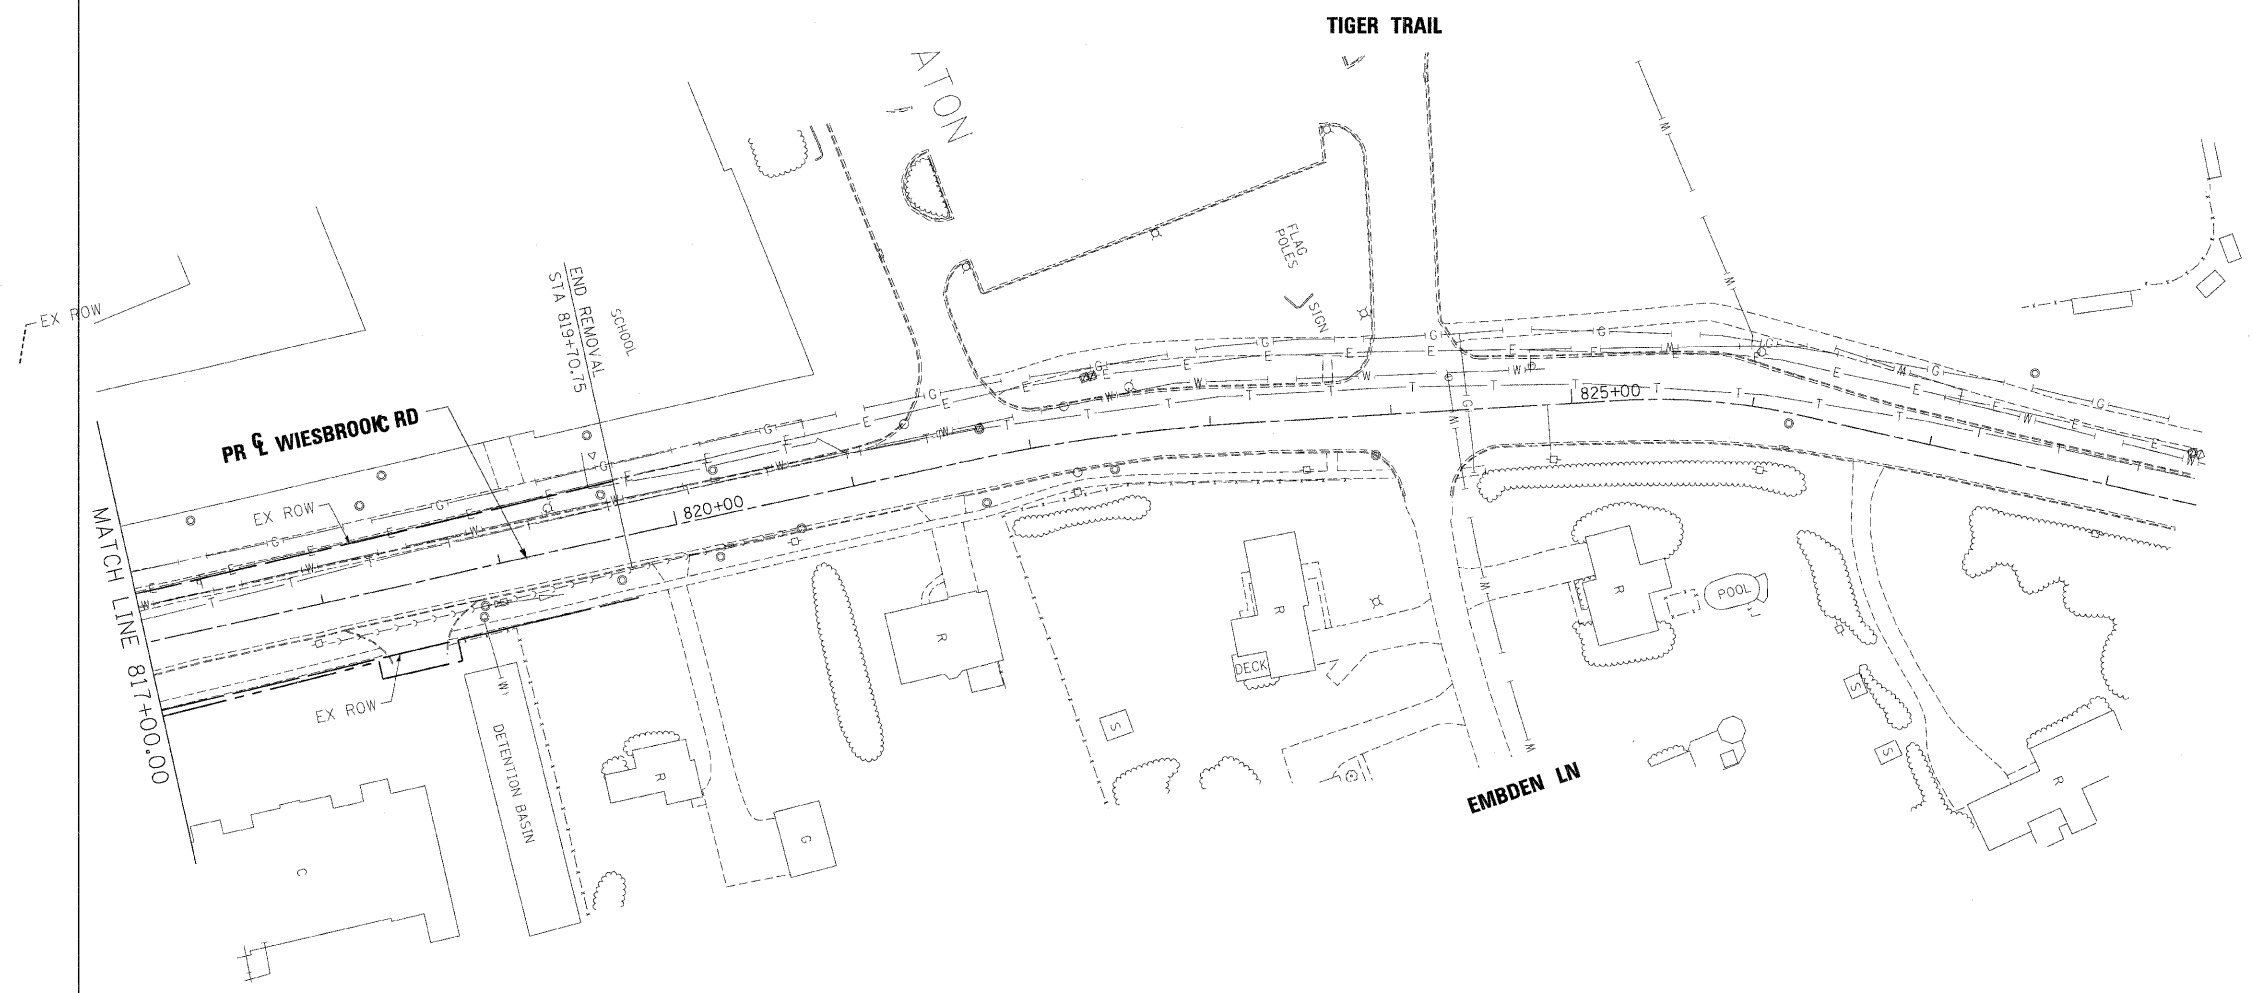 TIGER TRAIL
ATON
EX ROW
FLAG
POLES
SIGN
SCHOOL
END REMOVAL
STA 819+70.75
PR ℄ WIESBROOK RD
EX ROW
820+00
825+00
MATCH LINE 817+00.00
EX ROW
DETENTION BASIN
DECK
POOL
EMBDEN LN
R
R
R
R
R
G
C
S
S
S
G
E
W
T